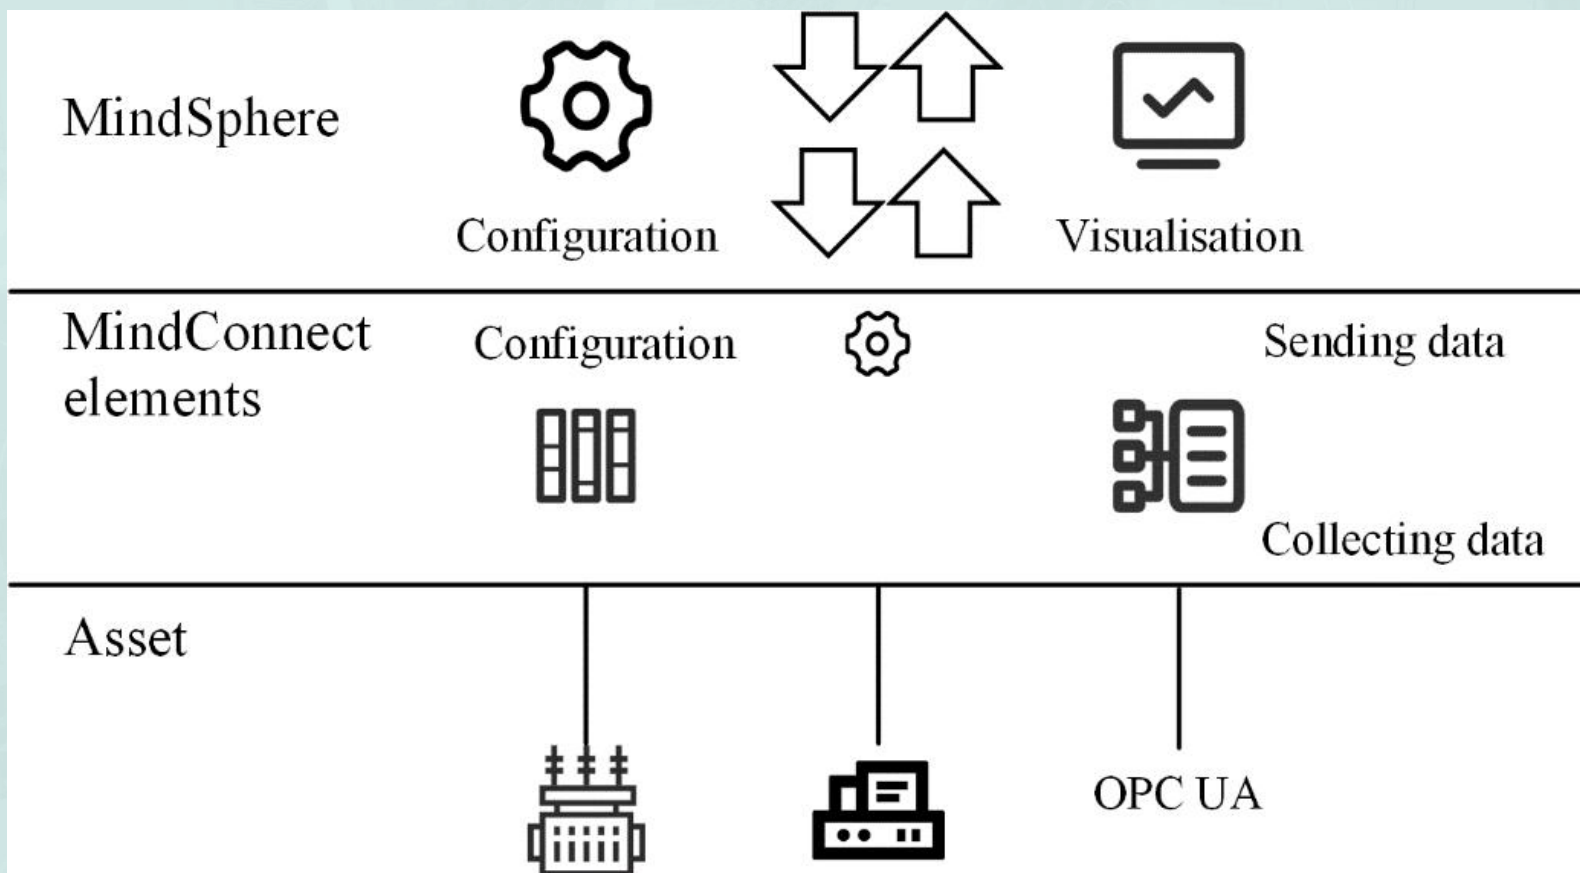 MindSphere
Configuration
Visualisation
MindConnect
elements
Configuration
Sending data
Collecting data
Asset
OPC UA